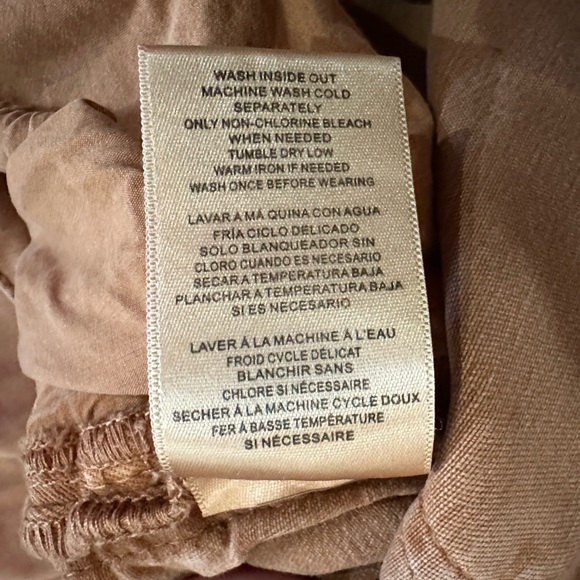 WASH INSIDE OUT
MACHINE WASH COLD
SEPARATELY
ONLY NON-CHLORINE BLEACH
WHEN NEEDED
TUMBLE DRY LOW
WARM IRON IF NEEDED
WASH ONCE BEFORE WEARING
LAVAR A MÁ QUINA CON AGUA
FRÍA CICLO DELICADO
SOLO BLANQUEADOR SIN
CLORO CUANDO ES NECESARIO
SECAR A TEMPERATURA BAJA
PLANCHAR A TEMPERATURA BAJA
SI ES NECESARIO
LAVER À LA MACHINE À L'EAU
FROID CYCLE DÉLICAT
BLANCHIR SANS
CHLORE SI NÉCESSAIRE
SECHER À LA MACHINE CYCLE DOUX
FER À BASSE TEMPÉRATURE
SI NÉCESSAIRE